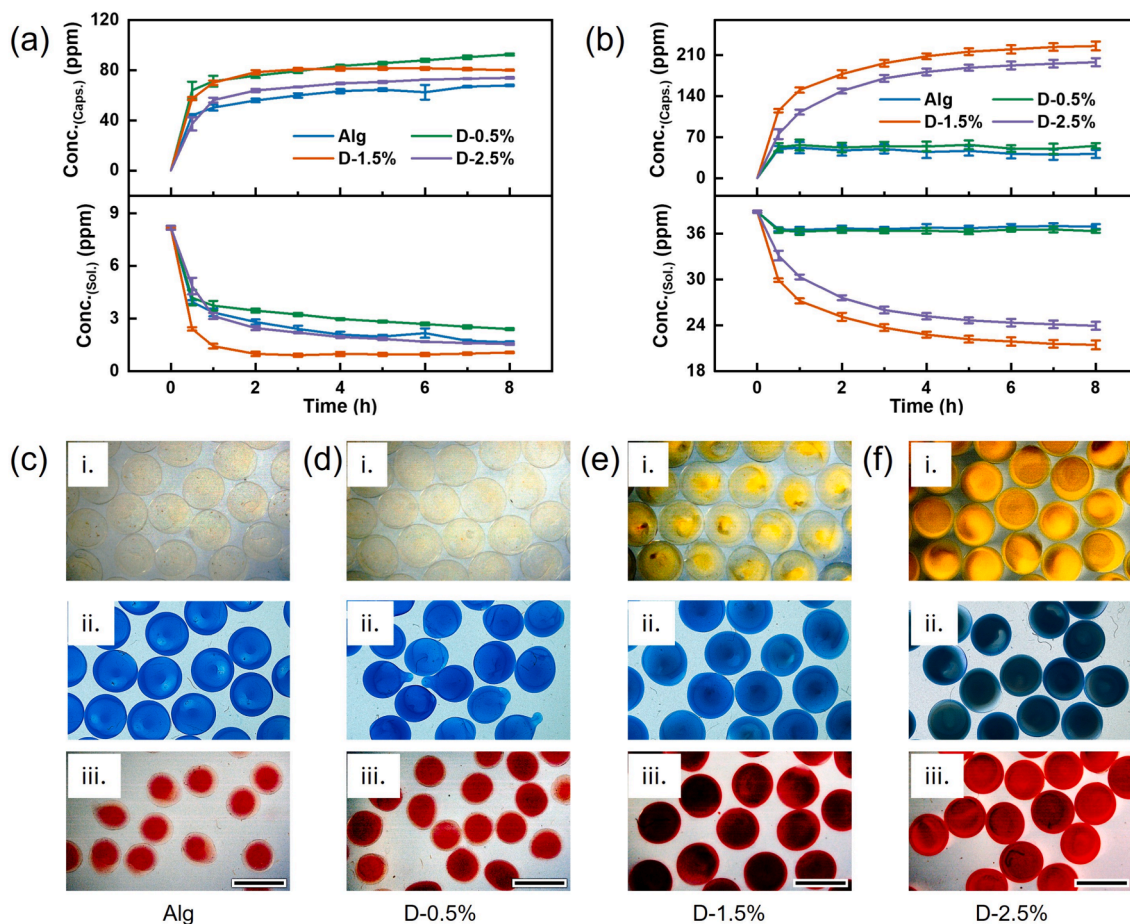 (a)
120
80
40
0
Conc.(Caps.) (ppm)
Alg
D-0.5%
D-1.5%
D-2.5%
9
6
3
0
Conc.(Sol.) (ppm)
0 2 4 6 8
Time (h)
(b)
210
140
70
0
Conc.(Caps.) (ppm)
Alg
D-0.5%
D-1.5%
D-2.5%
36
30
24
18
Conc.(Sol.) (ppm)
0 2 4 6 8
Time (h)
(c)
i.
ii.
iii.
Alg
(d)
i.
ii.
iii.
D-0.5%
(e)
i.
ii.
iii.
D-1.5%
(f)
i.
ii.
iii.
D-2.5%